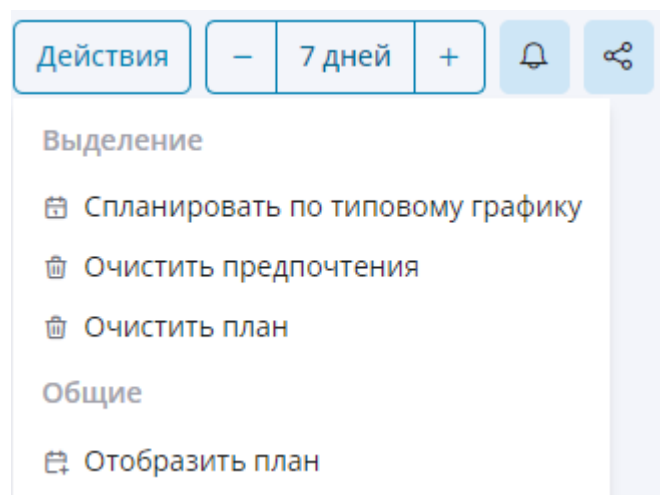 Действия − 7 дней +
Выделение
Спланировать по типовому графику
Очистить предпочтения
Очистить план
Общие
Отобразить план